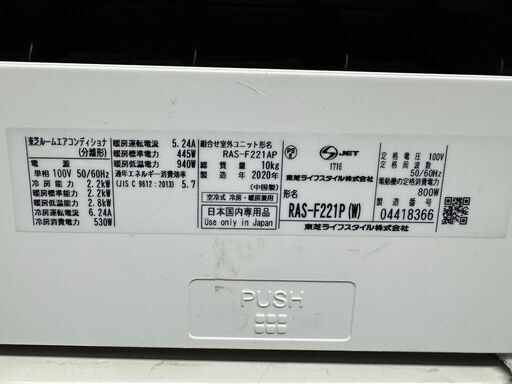 東芝ルームエアコンディショナ
(分離形)
電源
単相 100V 50/60Hz
冷房能力 2.2kW
暖房標準能力 2.2kW
暖房低温能力 2.8kW
冷房運転電流 6.24A
冷房消費電力 530W
暖房運転電流 5.24A
暖房標準電力 445W
暖房低温電力 940W
通年エネルギー消費効率
(JIS C 9612:2013) 5.7
組合せ室外ユニット形名
RAS-F221AP
総質量 10kg
製造年 2020年
(中国製)
空冷式 冷房・暖房兼用
日本国内専用品
Use only in Japan
PS
E
JET
1716
東芝ライフスタイル株式会社
形名
RAS-F221P(W)
定格電圧 100V
定格周波数
50/60Hz
電動機の定格消費電力
800W
製造番号
04418366
東芝ライフスタイル株式会社
PUSH